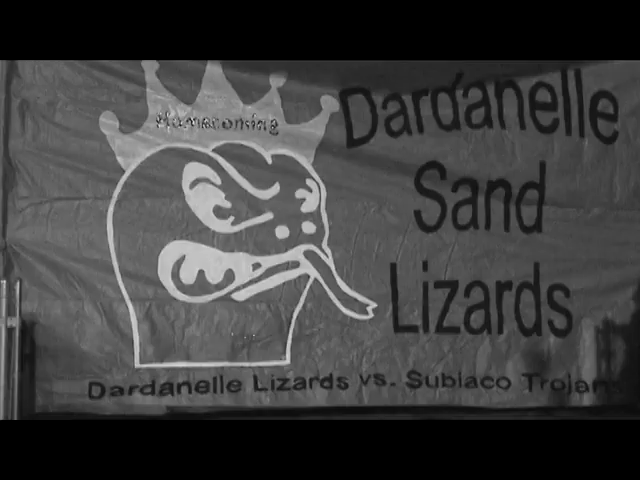 Homecoming
Dardanelle
Sand
Lizards
Dardanelle Lizards vs. Subiaco Trojans